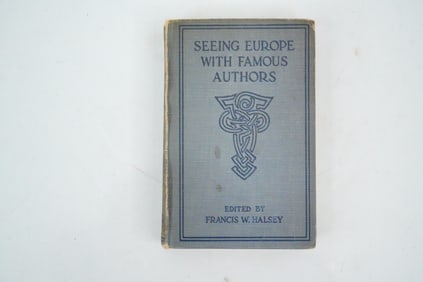 SEEING EUROPE
WITH FAMOUS
AUTHORS
EDITED BY
FRANCIS W. HALSEY